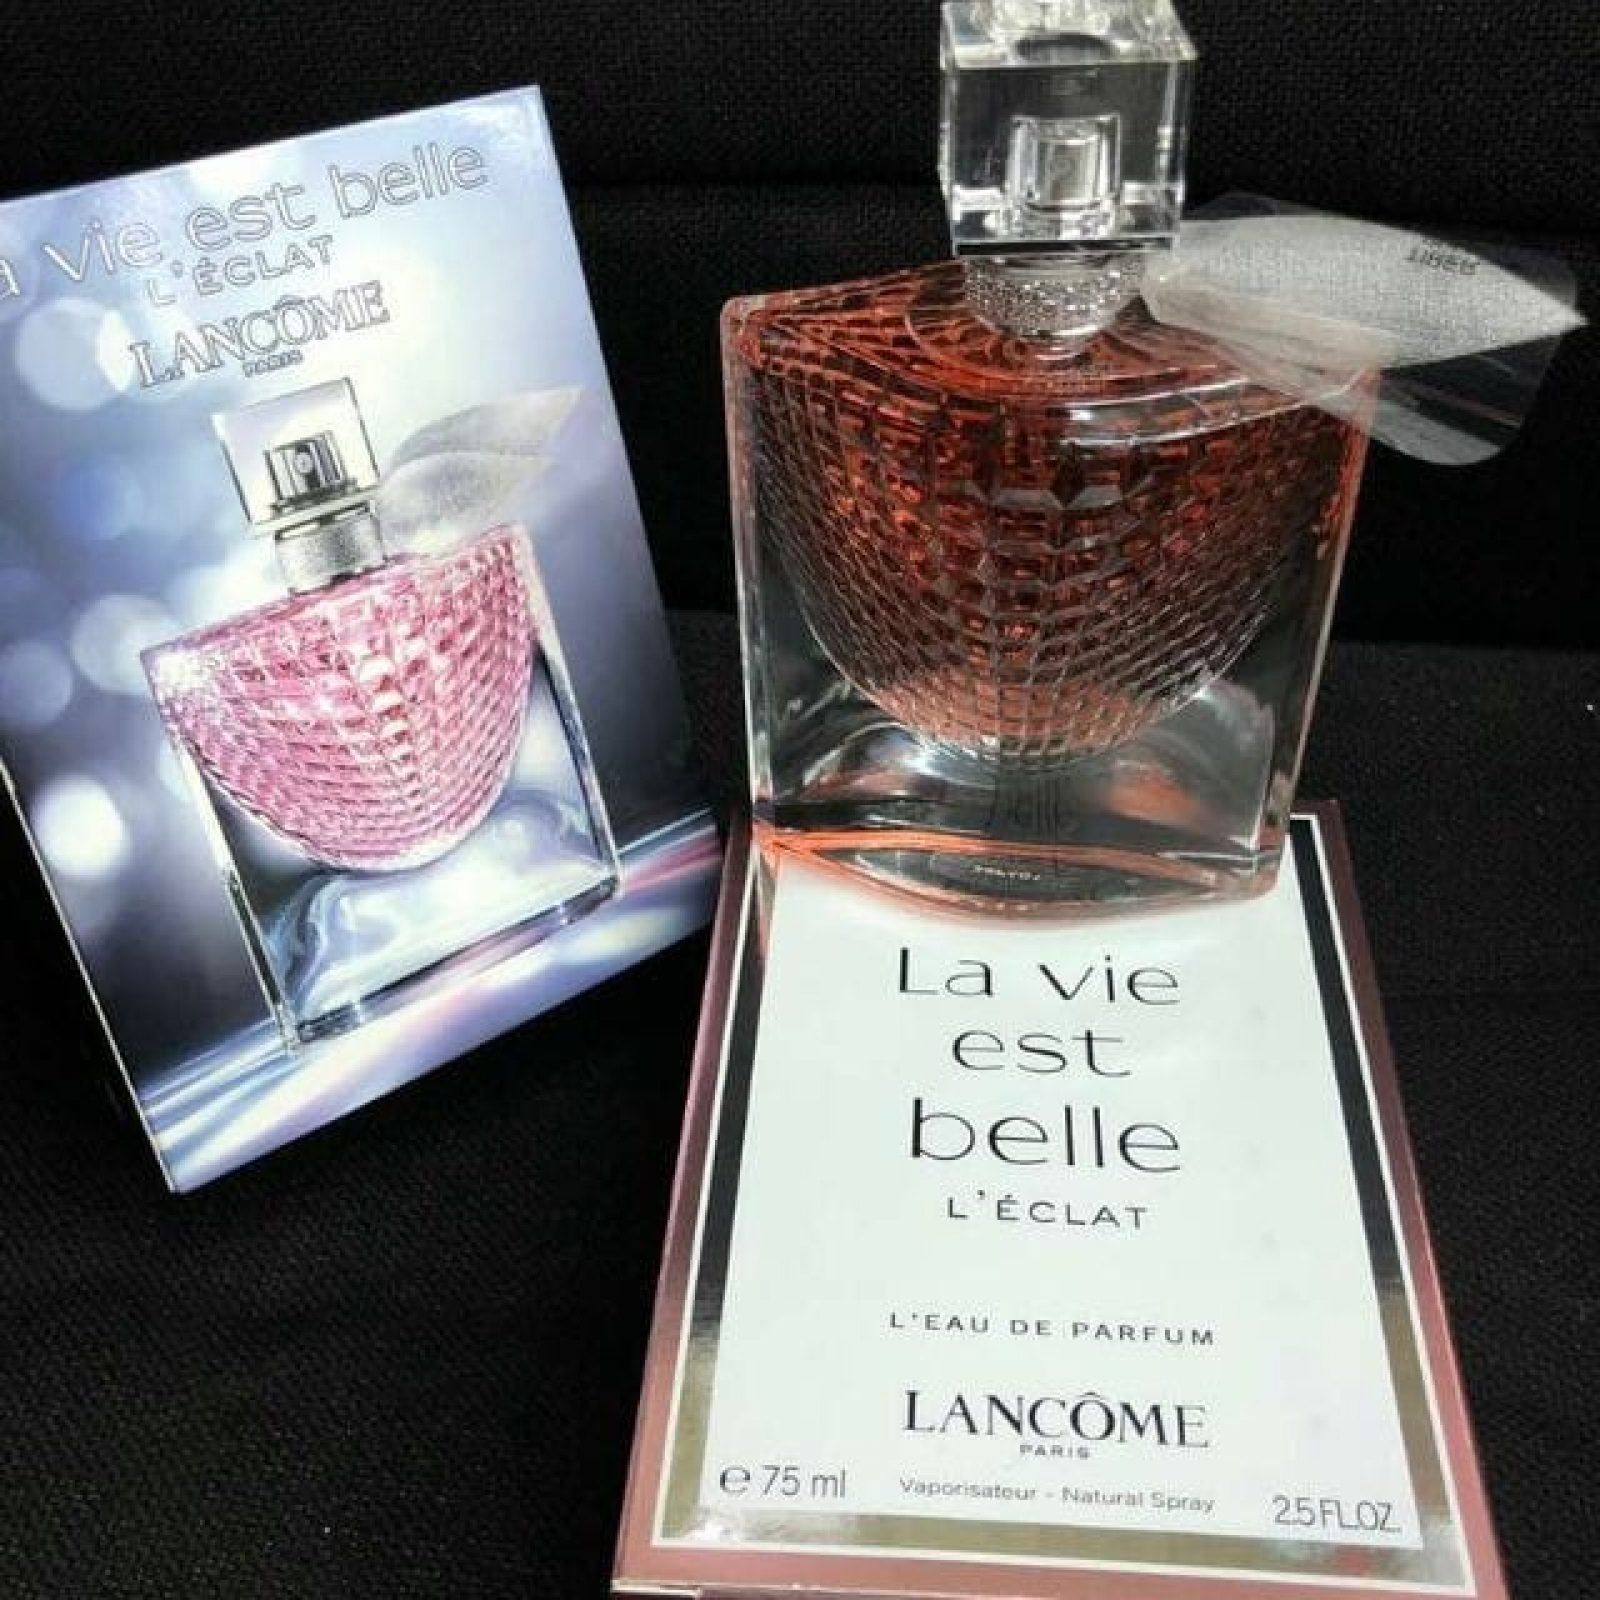 a vie est belle
L'ÉCLAT
LANCÔME
PARIS
La vie
est
belle
L'ÉCLAT
L'EAU DE PARFUM
LANCÔME
PARIS
e 75 ml
Vaporisateur - Natural Spray
2.5 FL.OZ.